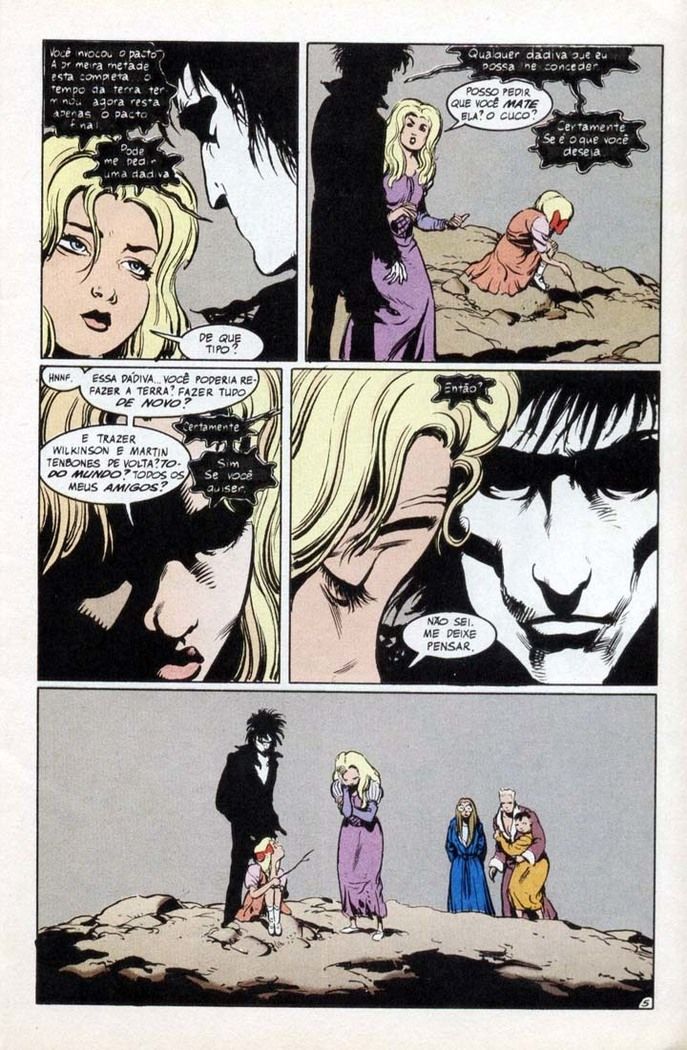 Você invocou o pacto
A primeira metade
esta completa o
tempo da terra ter
minou agora resta
apenas o pacto
final
Pode
me pedir
uma dadiva
DE QUE
TIPO?
Qualquer dadiva que eu
possa lhe conceder
POSSO PEDIR
QUE VOCÊ MATE
ELA? O CUCO?
Certamente
Se é o que você
deseja
HNNF.
ESSA DÁDIVA... VOCÊ PODERIA RE-
FAZER A TERRA? FAZER TUDO
DE NOVO?
Certamente
E TRAZER
WILKINSON E MARTIN
TENBONES DE VOLTA? TO-
DO MUNDO? TODOS OS
MEUS AMIGOS?
Sim
Se você
quiser
Então?
NÃO SEI.
ME DEIXE
PENSAR.
5